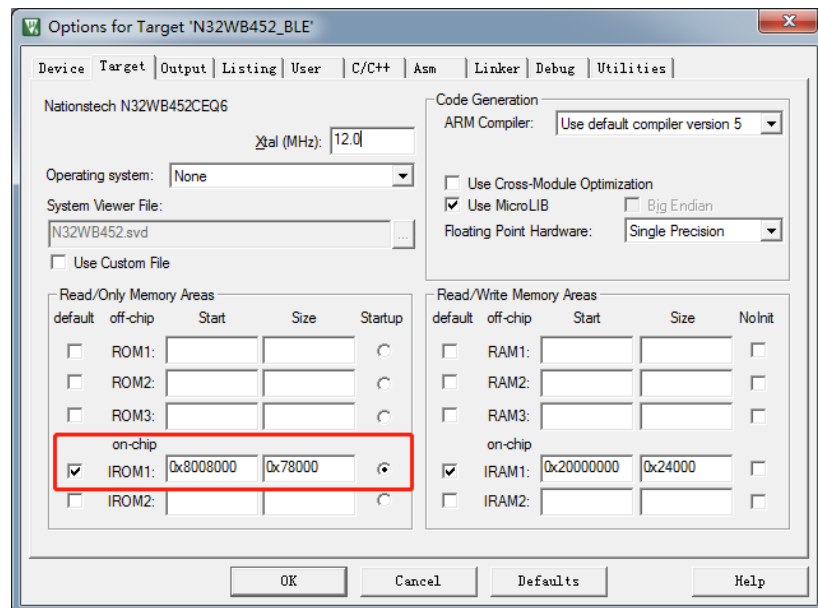 Options for Target 'N32WB452_BLE'
Device Target Output Listing User C/C++ Asm Linker Debug Utilities
Nationstech N32WB452CEQ6
Xtal (MHz): 12.0
Operating system: None
System Viewer File:
N32WB452.svd ...
Use Custom File
Code Generation
ARM Compiler: Use default compiler version 5
Use Cross-Module Optimization
Use MicroLIB Big Endian
Floating Point Hardware: Single Precision
Read/Only Memory Areas
default off-chip Start Size Startup
ROM1:
ROM2:
ROM3:
on-chip
IROM1: 0x8008000 0x78000
IROM2:
Read/Write Memory Areas
default off-chip Start Size NoInit
RAM1:
RAM2:
RAM3:
on-chip
IRAM1: 0x20000000 0x24000
IRAM2:
OK Cancel Defaults Help